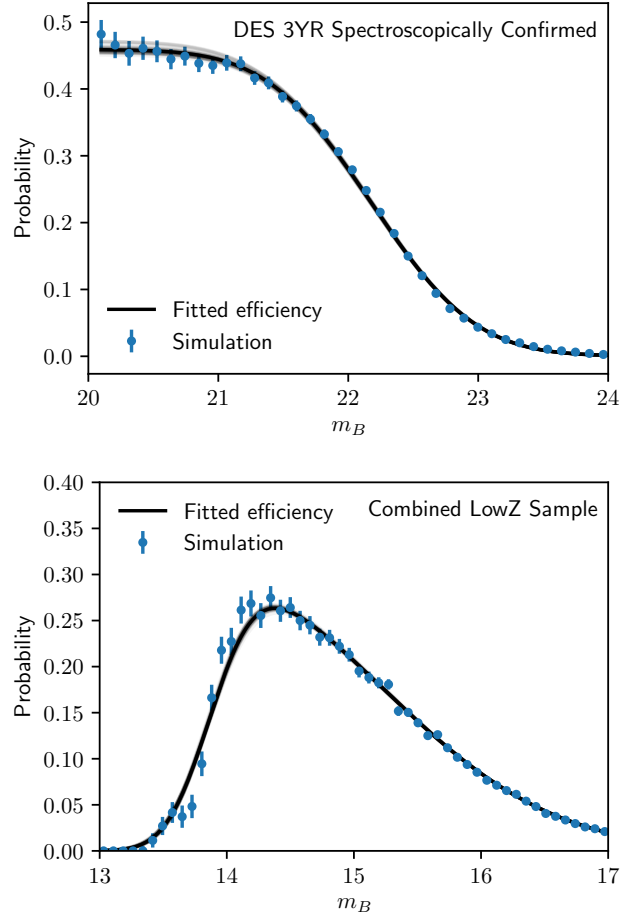 DES 3YR Spectroscopically Confirmed
0.5
0.4
0.3
0.2
0.1
0.0
Probability
Fitted efficiency
Simulation
20 21 22 23 24
m_B
0.40
0.35
0.30
0.25
0.20
0.15
0.10
0.05
0.00
Probability
Fitted efficiency
Simulation
Combined LowZ Sample
13 14 15 16 17
m_B